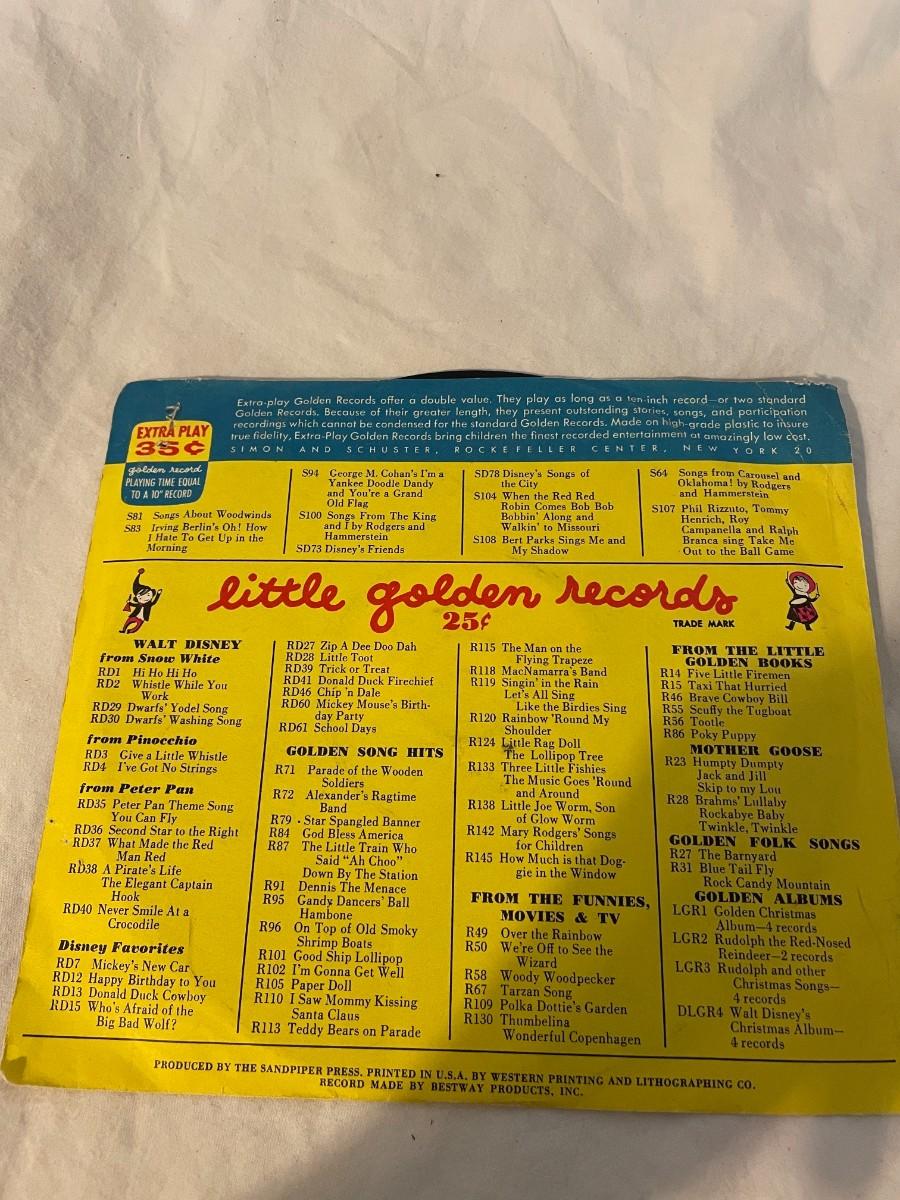 Extra-play Golden Records offer a double value. They play as long as a ten-inch record—or two standard
Golden Records. Because of their greater length, they present outstanding stories, songs, and participation
recordings which cannot be condensed for the standard Golden Records. Made on high-grade plastic to insure
true fidelity, Extra-Play Golden Records bring children the finest recorded entertainment at amazingly low cost.
SIMON AND SCHUSTER, ROCKEFELLER CENTER, NEW YORK 20
EXTRA PLAY
35¢
golden record
PLAYING TIME EQUAL
TO A 10" RECORD
S81 Songs About Woodwinds
S83 Irving Berlin's Oh! How
I Hate To Get Up in the
Morning
S94 George M. Cohan's I'm a
Yankee Doodle Dandy
and You're a Grand
Old Flag
S100 Songs From The King
and I by Rodgers and
Hammerstein
SD73 Disney's Friends
SD78 Disney's Songs of
the City
S104 When the Red Red
Robin Comes Bob Bob
Bobbin' Along and
Walkin' to Missouri
S108 Bert Parks Sings Me and
My Shadow
S64 Songs from Carousel and
Oklahoma! by Rodgers
and Hammerstein
S107 Phil Rizzuto, Tommy
Henrich, Roy
Campanella and Ralph
Branca sing Take Me
Out to the Ball Game
little golden records
25¢
TRADE MARK
WALT DISNEY
from Snow White
RD1 Hi Ho Hi Ho
RD2 Whistle While You
Work
RD29 Dwarfs' Yodel Song
RD30 Dwarfs' Washing Song
from Pinocchio
RD3 Give a Little Whistle
RD4 I've Got No Strings
from Peter Pan
RD35 Peter Pan Theme Song
You Can Fly
RD36 Second Star to the Right
RD37 What Made the Red
Man Red
RD38 A Pirate's Life
The Elegant Captain
Hook
RD40 Never Smile At a
Crocodile
Disney Favorites
RD7 Mickey's New Car
RD12 Happy Birthday to You
RD13 Donald Duck Cowboy
RD15 Who's Afraid of the
Big Bad Wolf?
RD27 Zip A Dee Doo Dah
RD28 Little Toot
RD39 Trick or Treat
RD41 Donald Duck Firechief
RD46 Chip 'n Dale
RD60 Mickey Mouse's Birth-
day Party
RD61 School Days
GOLDEN SONG HITS
R71 Parade of the Wooden
Soldiers
R72 Alexander's Ragtime
Band
R79 Star Spangled Banner
R84 God Bless America
R87 The Little Train Who
Said "Ah Choo"
Down By The Station
R91 Dennis The Menace
R95 Gandy Dancers' Ball
Hambone
R96 On Top of Old Smoky
Shrimp Boats
R101 Good Ship Lollipop
R102 I'm Gonna Get Well
R105 Paper Doll
R110 I Saw Mommy Kissing
Santa Claus
R113 Teddy Bears on Parade
R115 The Man on the
Flying Trapeze
R118 MacNamara's Band
R119 Singin' in the Rain
Let's All Sing
Like the Birdies Sing
R120 Rainbow 'Round My
Shoulder
R124 Little Rag Doll
The Lollipop Tree
R133 Three Little Fishies
The Music Goes 'Round
and Around
R138 Little Joe Worm, Son
of Glow Worm
R142 Mary Rodgers' Songs
for Children
R145 How Much is that Dog-
gie in the Window
FROM THE FUNNIES,
MOVIES & TV
R49 Over the Rainbow
R50 We're Off to See the
Wizard
R58 Woody Woodpecker
R67 Tarzan Song
R109 Polka Dottie's Garden
R130 Thumbelina
Wonderful Copenhagen
FROM THE LITTLE
GOLDEN BOOKS
R14 Five Little Firemen
R15 Taxi That Hurried
R46 Brave Cowboy Bill
R55 Scuffy the Tugboat
R56 Tootle
R86 Poky Puppy
MOTHER GOOSE
R23 Humpty Dumpty
Jack and Jill
Skip to my Lou
R28 Brahms' Lullaby
Rockabye Baby
Twinkle, Twinkle
GOLDEN FOLK SONGS
R27 The Barnyard
R31 Blue Tail Fly
Rock Candy Mountain
GOLDEN ALBUMS
LGR1 Golden Christmas
Album—4 records
LGR2 Rudolph the Red-Nosed
Reindeer—2 records
LGR3 Rudolph and other
Christmas Songs—
4 records
DLGR4 Walt Disney's
Christmas Album—
4 records
PRODUCED BY THE SANDPIPER PRESS. PRINTED IN U.S.A. BY WESTERN PRINTING AND LITHOGRAPHING CO.
RECORD MADE BY BESTWAY PRODUCTS, INC.